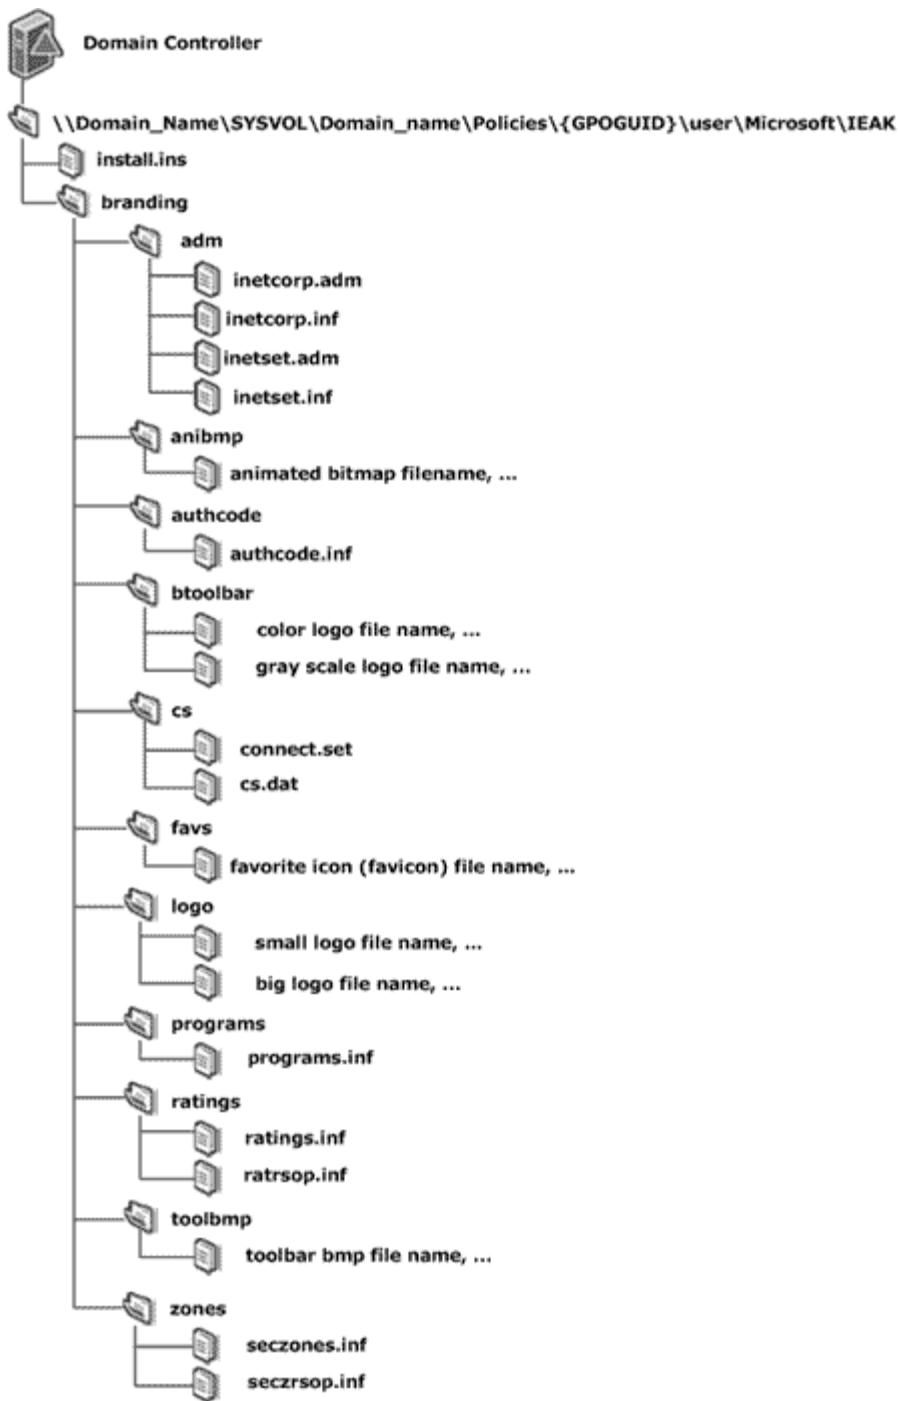 Domain Controller
\\Domain_Name\SYSVOL\Domain_name\Policies\{GPOGUID}\user\Microsoft\IEAK
install.ins
branding
adm
inetcorp.adm
inetcorp.inf
inetset.adm
inetset.inf
anibmp
animated bitmap filename, ...
authcode
authcode.inf
btoolbar
color logo file name, ...
gray scale logo file name, ...
cs
connect.set
cs.dat
favs
favorite icon (favicon) file name, ...
logo
small logo file name, ...
big logo file name, ...
programs
programs.inf
ratings
ratings.inf
ratrsop.inf
toolbmp
toolbar bmp file name, ...
zones
seczones.inf
seczrsop.inf